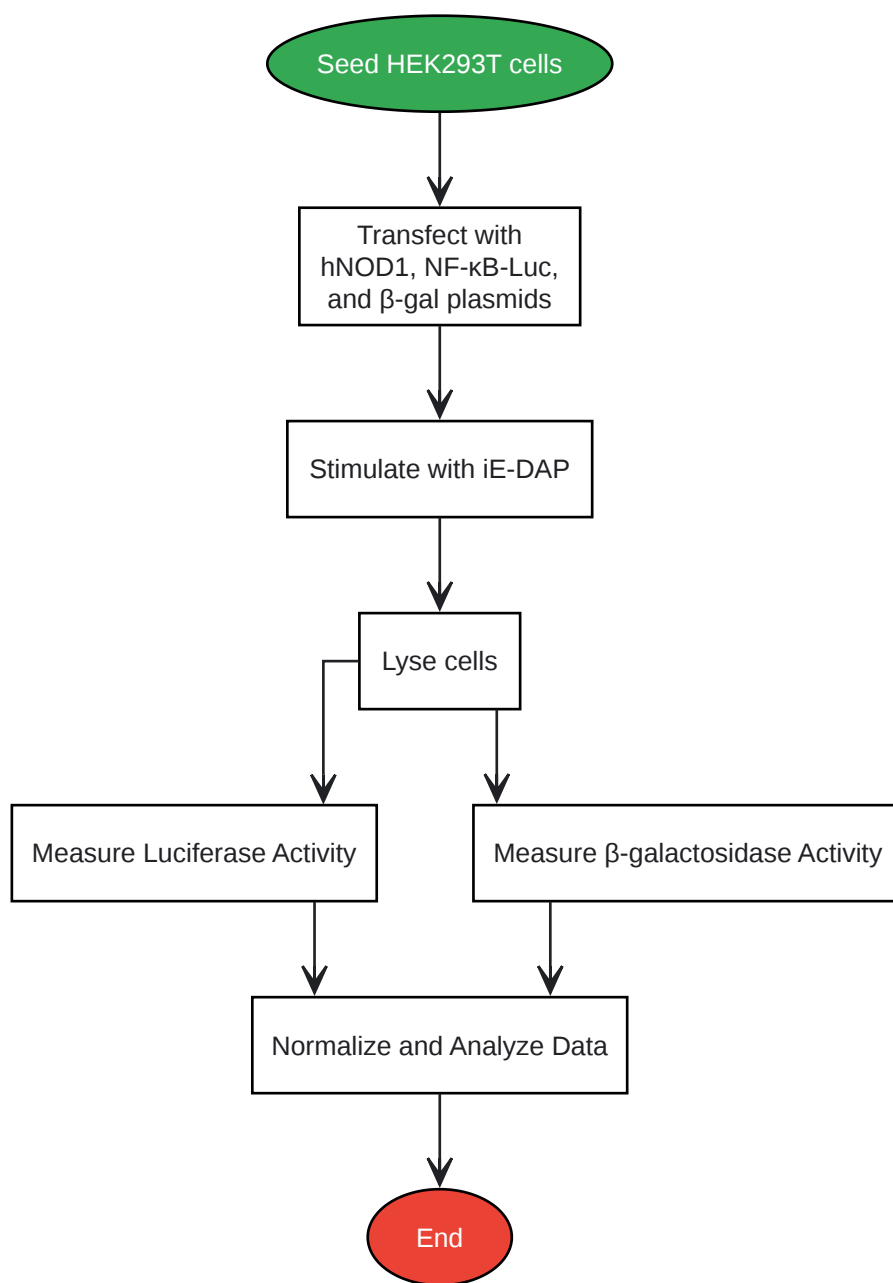 Seed HEK293T cells
Transfect with
hNOD1, NF-κB-Luc,
and β-gal plasmids
Stimulate with iE-DAP
Lyse cells
Measure Luciferase Activity
Measure β-galactosidase Activity
Normalize and Analyze Data
End